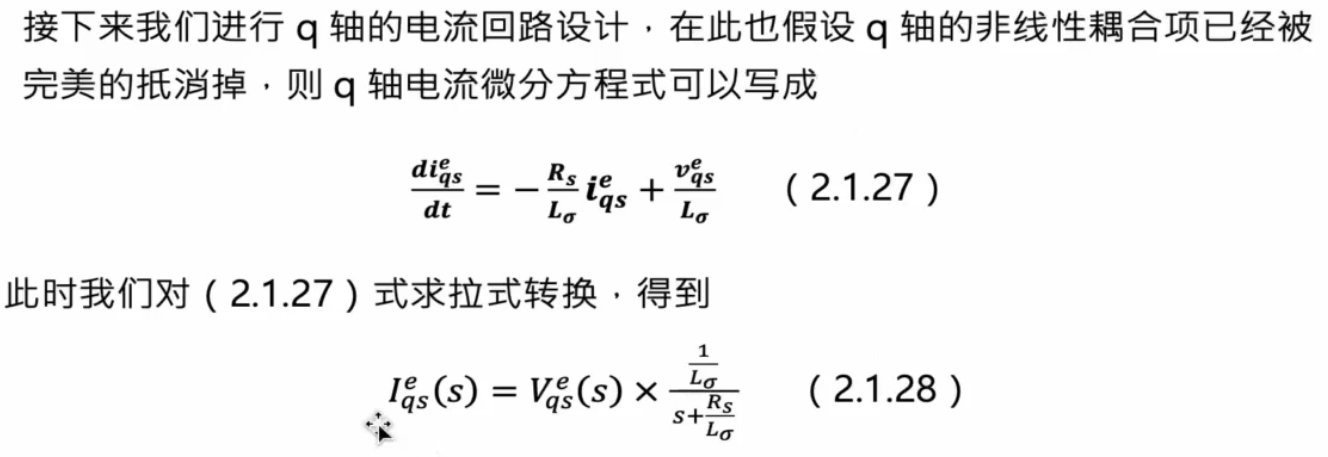 接下来我们进行 q 轴的电流回路设计，在此也假设 q 轴的非线性耦合项已经被
完美的抵消掉，则 q 轴电流微分方程式可以写成
$\frac{di_{qs}^{e}}{dt} = -\frac{R_s}{L_\sigma} i_{qs}^{e} + \frac{v_{qs}^{e}}{L_\sigma}$ （2.1.27）
此时我们对（2.1.27）式求拉式转换，得到
$I_{qs}^{e}(s) = V_{qs}^{e}(s) \times \frac{\frac{1}{L_\sigma}}{s+\frac{R_s}{L_\sigma}}$ （2.1.28）